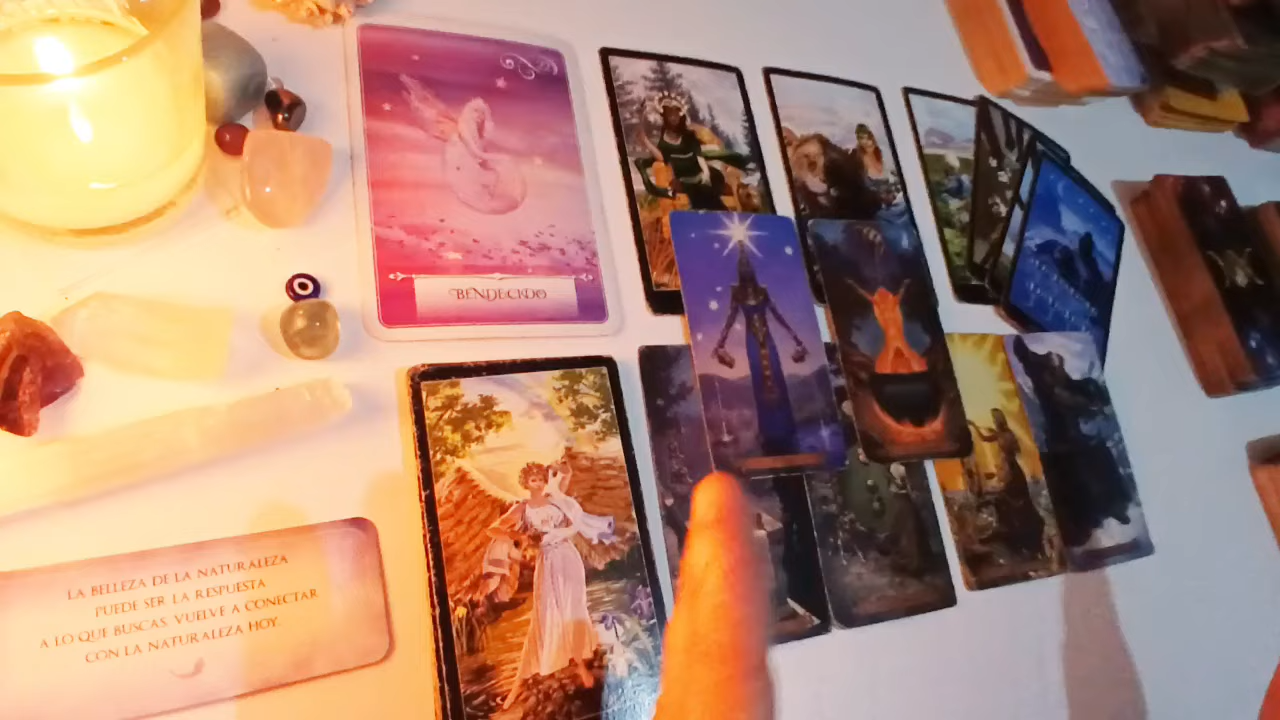 BENDECIDO
LA BELLEZA DE LA NATURALEZA
PUEDE SER LA RESPUESTA
A LO QUE BUSCAS. VUELVE A CONECTAR
CON LA NATURALEZA HOY.